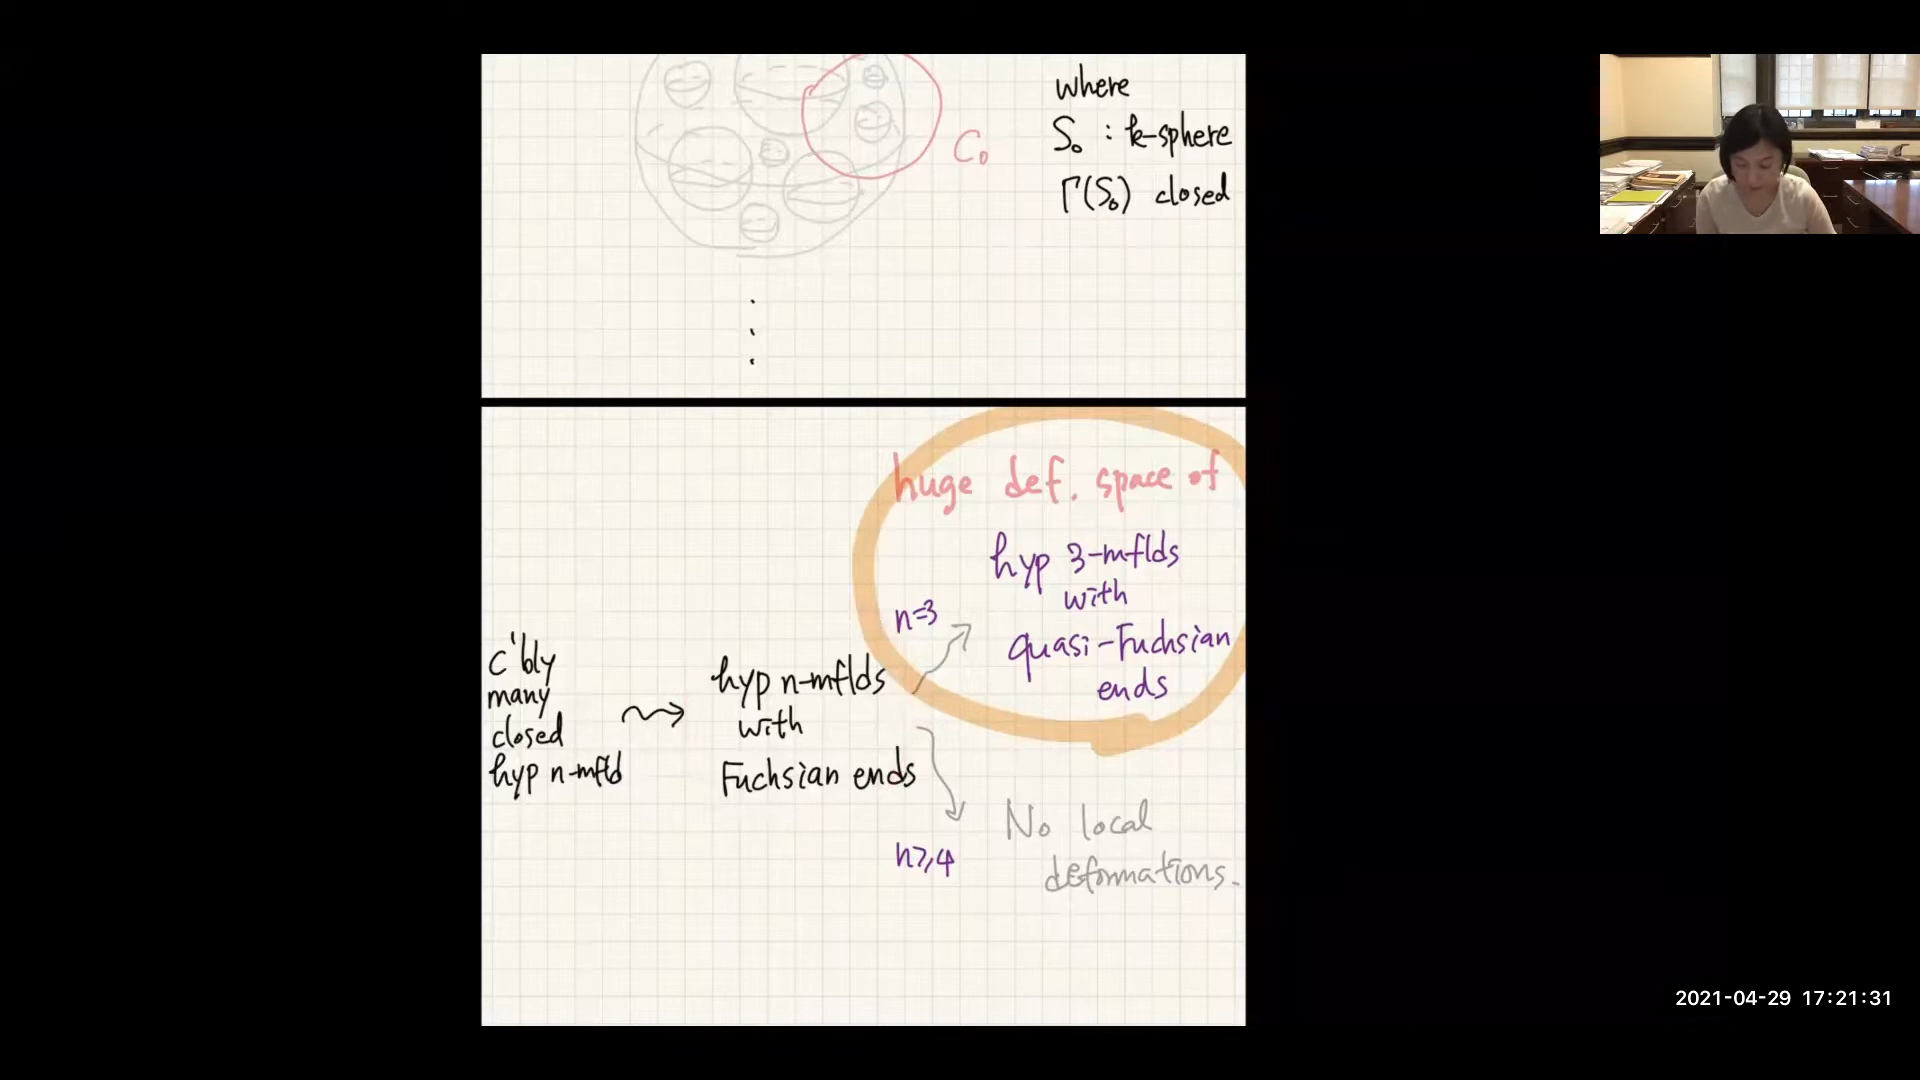 where
S₀ : k-sphere
Γ(S₀) closed
C₀
huge def. space of
hyp 3-mflds
with
quasi-Fuchsian
ends
n=3
c'bly
many
closed
hyp n-mfld
hyp n-mflds
with
Fuchsian ends
n≥4
No local
deformations.
2021-04-29 17:21:31